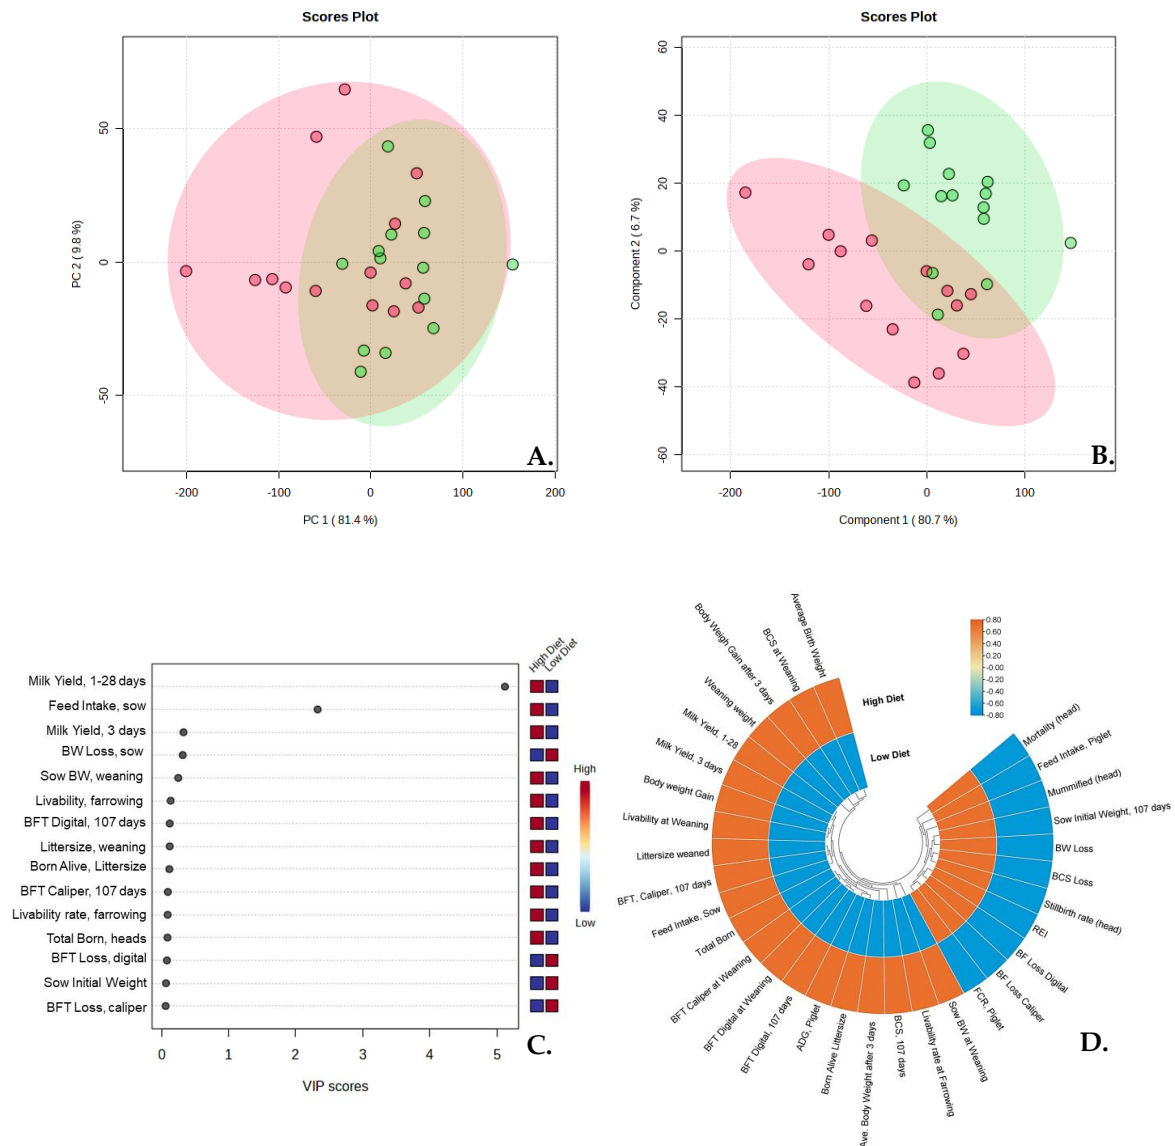 Scores Plot
50
0
-50
PC 2 ( 9.8 %)
-200
-100
0
100
200
PC 1 ( 81.4 %)
A.
Scores Plot
60
40
20
0
-20
-40
-60
Component 2 ( 6.7 %)
-200
-100
0
100
Component 1 ( 80.7 %)
B.
High Diet
Low Diet
Milk Yield, 1-28 days
Feed Intake, sow
Milk Yield, 3 days
BW Loss, sow
Sow BW, weaning
Livability, farrowing
BFT Digital, 107 days
Littersize, weaning
Born Alive, Littersize
BFT Caliper, 107 days
Livability rate, farrowing
Total Born, heads
BFT Loss, digital
Sow Initial Weight
BFT Loss, caliper
0
1
2
3
4
5
VIP scores
High
Low
C.
0.80
0.60
0.40
0.20
0.00
-0.20
-0.40
-0.60
-0.80
High Diet
Low Diet
Average Birth Weight
BCS at Weaning
Body Weigh Gain after 3 days
Weaning weight
Milk Yield, 1-28
Milk Yield, 3 days
Body weight Gain
Livability at Weaning
Littersize weaned
BFT, Caliper, 107 days
Feed Intake, Sow
Total Born
BFT Caliper at Weaning
BFT Digital at Weaning
BFT Digital, 107 days
ADG, Piglet
Born Alive Littersize
Ave. Body Weight after 3 days
BCS, 107 days
Livability rate at Farrowing
Sow BW at Weaning
FCR, Piglet
BF Loss Caliper
BF Loss Digital
REI
Stillbirth rate (head)
BCS Loss
BW Loss
Sow Initial Weight, 107 days
Mummified (head)
Feed Intake, Piglet
Mortality (head)
D.